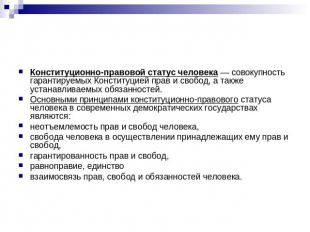 Конституционно-правовой статус человека — совокупность
гарантируемых Конституцией прав и свобод, а также
устанавливаемых обязанностей.
Основными принципами конституционно-правового статуса
человека в современных демократических государствах
являются:
неотъемлемость прав и свобод человека,
свобода человека в осуществлении принадлежащих ему прав и
свобод,
гарантированность прав и свобод,
равноправие, единство
взаимосвязь прав, свобод и обязанностей человека.